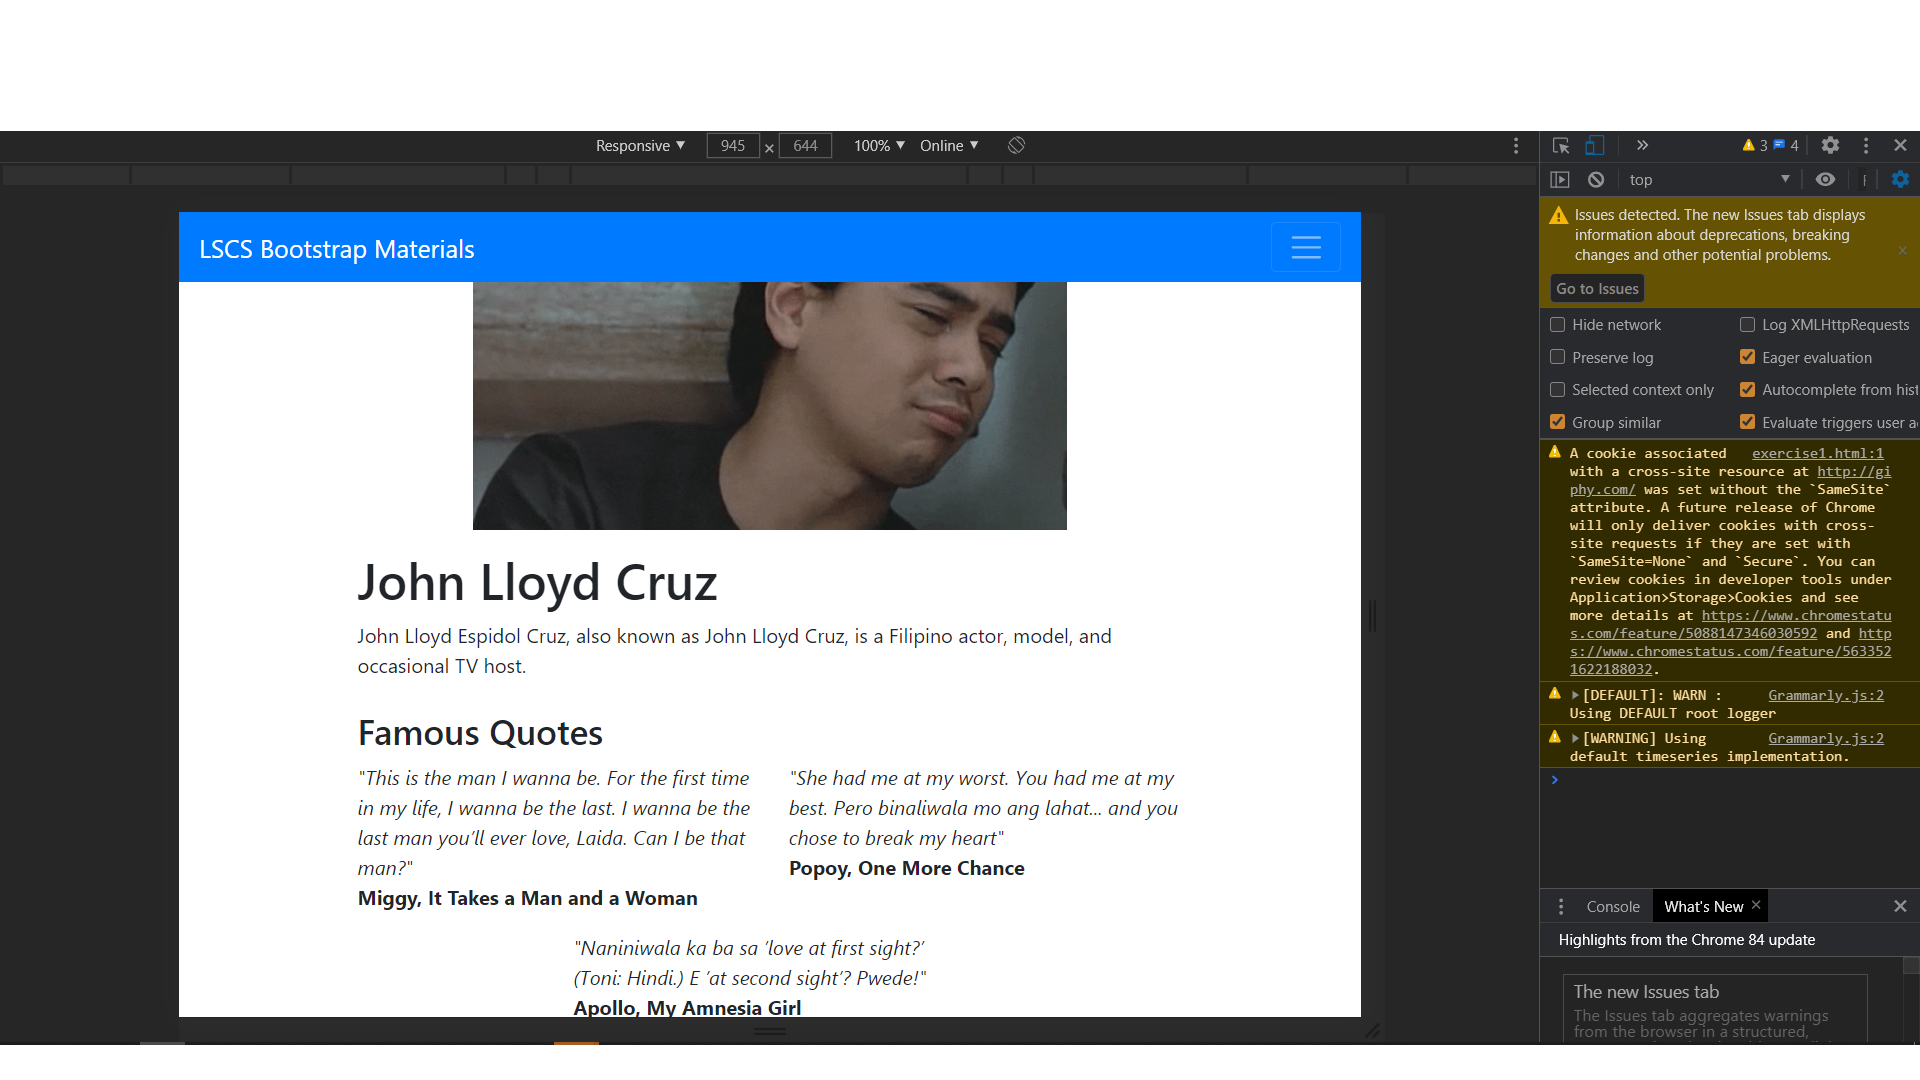 Responsive ▼ 945 × 644 100% ▼ Online ▼
3 4
top
Issues detected. The new Issues tab displays
information about deprecations, breaking
changes and other potential problems.
Go to Issues
Hide network Log XMLHttpRequests
Preserve log Eager evaluation
Selected context only Autocomplete from hist
Group similar Evaluate triggers user a
A cookie associated exercise1.html:1
with a cross-site resource at http://gi
phy.com/ was set without the `SameSite`
attribute. A future release of Chrome
will only deliver cookies with cross-
site requests if they are set with
`SameSite=None` and `Secure`. You can
review cookies in developer tools under
Application>Storage>Cookies and see
more details at https://www.chromestatu
s.com/feature/5088147346030592 and http
s://www.chromestatus.com/feature/563352
1622188032.
[DEFAULT]: WARN : Grammarly.js:2
Using DEFAULT root logger
[WARNING] Using Grammarly.js:2
default timeseries implementation.
Console What's New
Highlights from the Chrome 84 update
The new Issues tab
The Issues tab aggregates warnings
from the browser in a structured,
LSCS Bootstrap Materials
John Lloyd Cruz
John Lloyd Espidol Cruz, also known as John Lloyd Cruz, is a Filipino actor, model, and
occasional TV host.
Famous Quotes
"This is the man I wanna be. For the first time
in my life, I wanna be the last. I wanna be the
last man you’ll ever love, Laida. Can I be that
man?"
Miggy, It Takes a Man and a Woman
"She had me at my worst. You had me at my
best. Pero binaliwala mo ang lahat... and you
chose to break my heart"
Popoy, One More Chance
"Naniniwala ka ba sa ‘love at first sight?’
(Toni: Hindi.) E ‘at second sight’? Pwede!"
Apollo, My Amnesia Girl